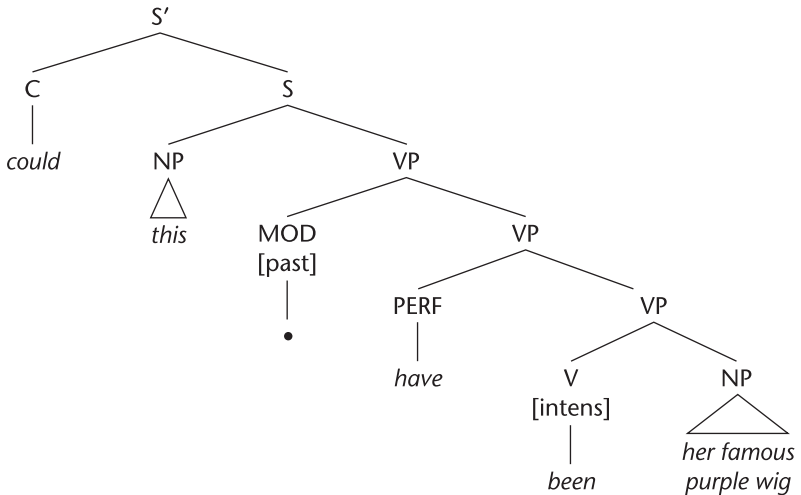 S′
C S
could NP VP
this MOD VP
[past]
PERF VP
•
have V NP
[intens]
been her famous
purple wig